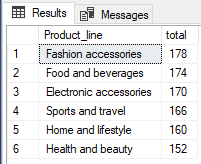 Results Messages
Product_line total
1 Fashion accessories 178
2 Food and beverages 174
3 Electronic accessories 170
4 Sports and travel 166
5 Home and lifestyle 160
6 Health and beauty 152